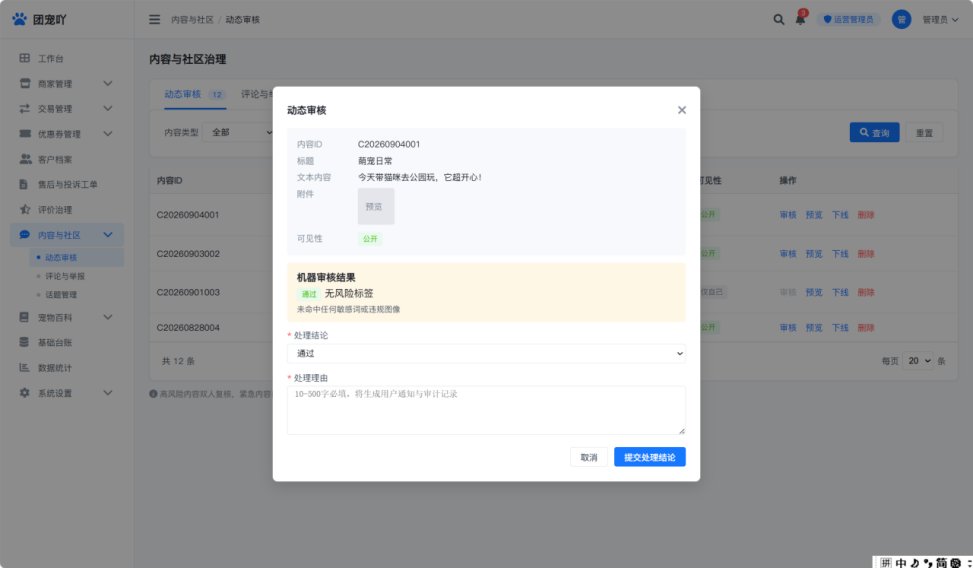 团宠吖
内容与社区 / 动态审核
3
运营管理员
管
管理员
工作台
商家管理
交易管理
优惠券管理
客户档案
售后与投诉工单
评价治理
内容与社区
动态审核
评论与举报
话题管理
宠物百科
基础台账
数据统计
系统设置
内容与社区治理
动态审核 12 评论与
内容类型 全部
查询 重置
内容ID 可见性 操作
C20260904001 公开 审核 预览 下线 删除
C20260903002 公开 审核 预览 下线 删除
C20260901003 仅自己 审核 预览 下线 删除
C20260828004 公开 审核 预览 下线 删除
共 12 条 每页 20 条
高风险内容双人复核，紧急内容
动态审核
内容ID C20260904001
标题 萌宠日常
文本内容 今天带猫咪去公园玩，它超开心！
附件 预览
可见性 公开
机器审核结果
通过 无风险标签
未命中任何敏感词或违规图像
* 处理结论
通过
* 处理理由
10-500字必填，将生成用户通知与审计记录
取消 提交处理结论
拼 中 简